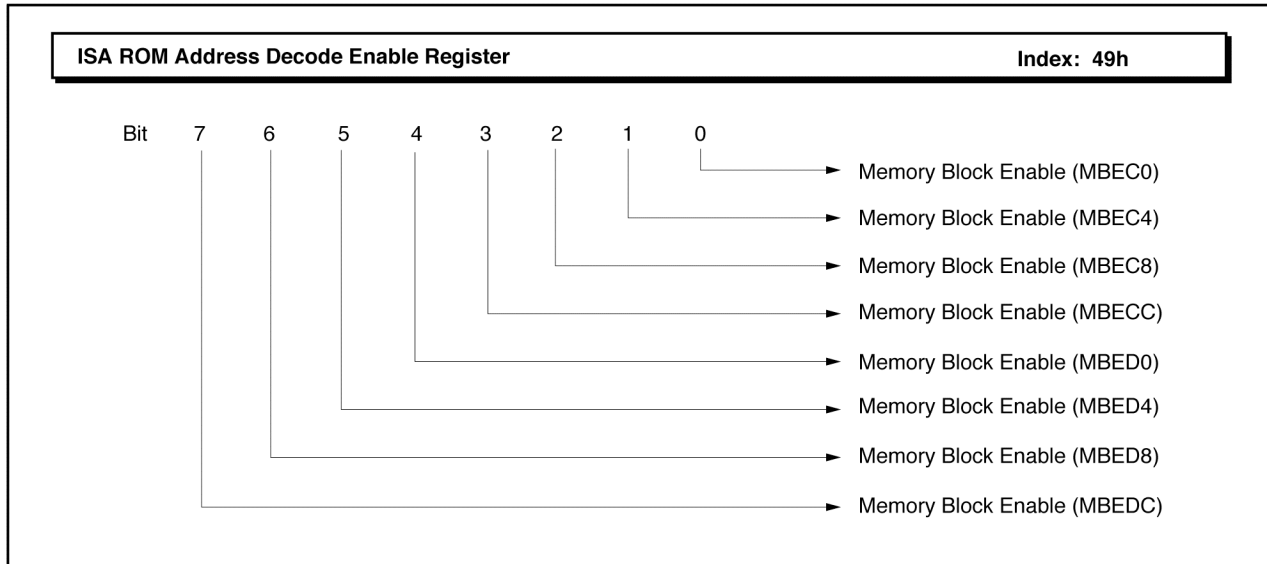 ISA ROM Address Decode Enable Register Index: 49h
Bit 7 6 5 4 3 2 1 0
Memory Block Enable (MBEC0)
Memory Block Enable (MBEC4)
Memory Block Enable (MBEC8)
Memory Block Enable (MBECC)
Memory Block Enable (MBED0)
Memory Block Enable (MBED4)
Memory Block Enable (MBED8)
Memory Block Enable (MBEDC)